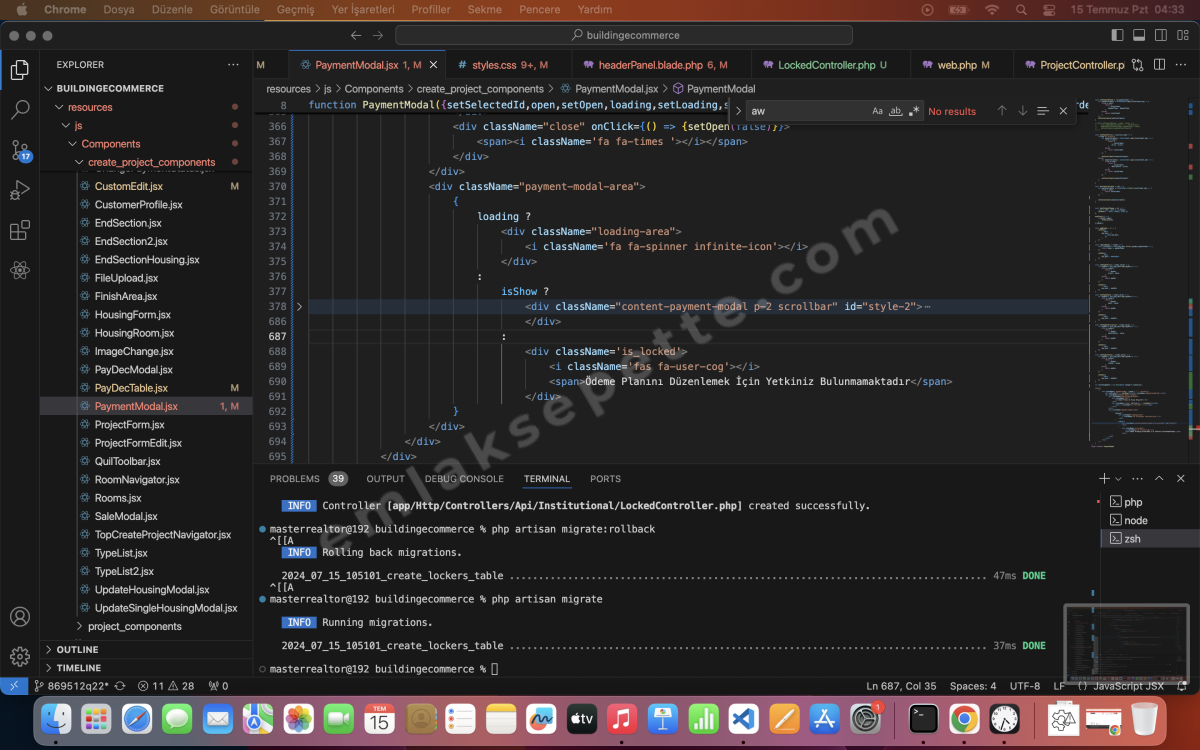 Chrome Dosya Düzenle Görüntüle Geçmiş Yer İşaretleri Profiller Sekme Pencere Yardım 15 Temmuz Pzt 04:33
buildingecommerce
EXPLORER
M PaymentModal.jsx 1, M # styles.css 9+, M headerPanel.blade.php 6, M LockedController.php U web.php M ProjectController.p
BUILDINGECOMMERCE
resources
js
Components
create_project_components
CustomEdit.jsx M
CustomerProfile.jsx
EndSection.jsx
EndSection2.jsx
EndSectionHousing.jsx
FileUpload.jsx
FinishArea.jsx
HousingForm.jsx
HousingRoom.jsx
ImageChange.jsx
PayDecModal.jsx
PayDecTable.jsx M
PaymentModal.jsx 1, M
ProjectForm.jsx
ProjectFormEdit.jsx
QuilToolbar.jsx
RoomNavigator.jsx
Rooms.jsx
SaleModal.jsx
TopCreateProjectNavigator.jsx
TypeList.jsx
TypeList2.jsx
UpdateHousingModal.jsx
UpdateSingleHousingModal.jsx
project_components
OUTLINE
TIMELINE
17
resources > js > Components > create_project_components > PaymentModal.jsx > PaymentModal
8 function PaymentModal({setSelectedId,open,setOpen,loading,setLoading,s
aw Aa ab .* No results
366 <div className="close" onClick={() => {setOpen(false)}}>
367 <span><i className='fa fa-times '></i></span>
368 </div>
369 </div>
370 <div className="payment-modal-area">
371 {
372 loading ?
373 <div className="loading-area">
374 <i className='fa fa-spinner infinite-icon'></i>
375 </div>
376 :
377 isShow ?
378 <div className="content-payment-modal p-2 scrollbar" id="style-2">
686 </div>
687 :
688 <div className='is_locked'>
689 <i className='fas fa-user-cog'></i>
690 <span>Ödeme Planını Düzenlemek İçin Yetkiniz Bulunmamaktadır</span>
691 </div>
692 }
693 </div>
694 </div>
695 </div>
emlaksepette.com
PROBLEMS 39 OUTPUT DEBUG CONSOLE TERMINAL PORTS
INFO Controller [app/Http/Controllers/Api/Institutional/LockedController.php] created successfully.
masterrealtor@192 buildingecommerce % php artisan migrate:rollback
^[[A
INFO Rolling back migrations.
2024_07_15_105101_create_lockers_table ................................................................................ 47ms DONE
^[[A
masterrealtor@192 buildingecommerce % php artisan migrate
INFO Running migrations.
2024_07_15_105101_create_lockers_table ................................................................................ 37ms DONE
masterrealtor@192 buildingecommerce %
php
node
zsh
869512q22* 11 28 0 Ln 687, Col 35 Spaces: 4 UTF-8 LF JavaScript JSX
TEM
15
tv
1